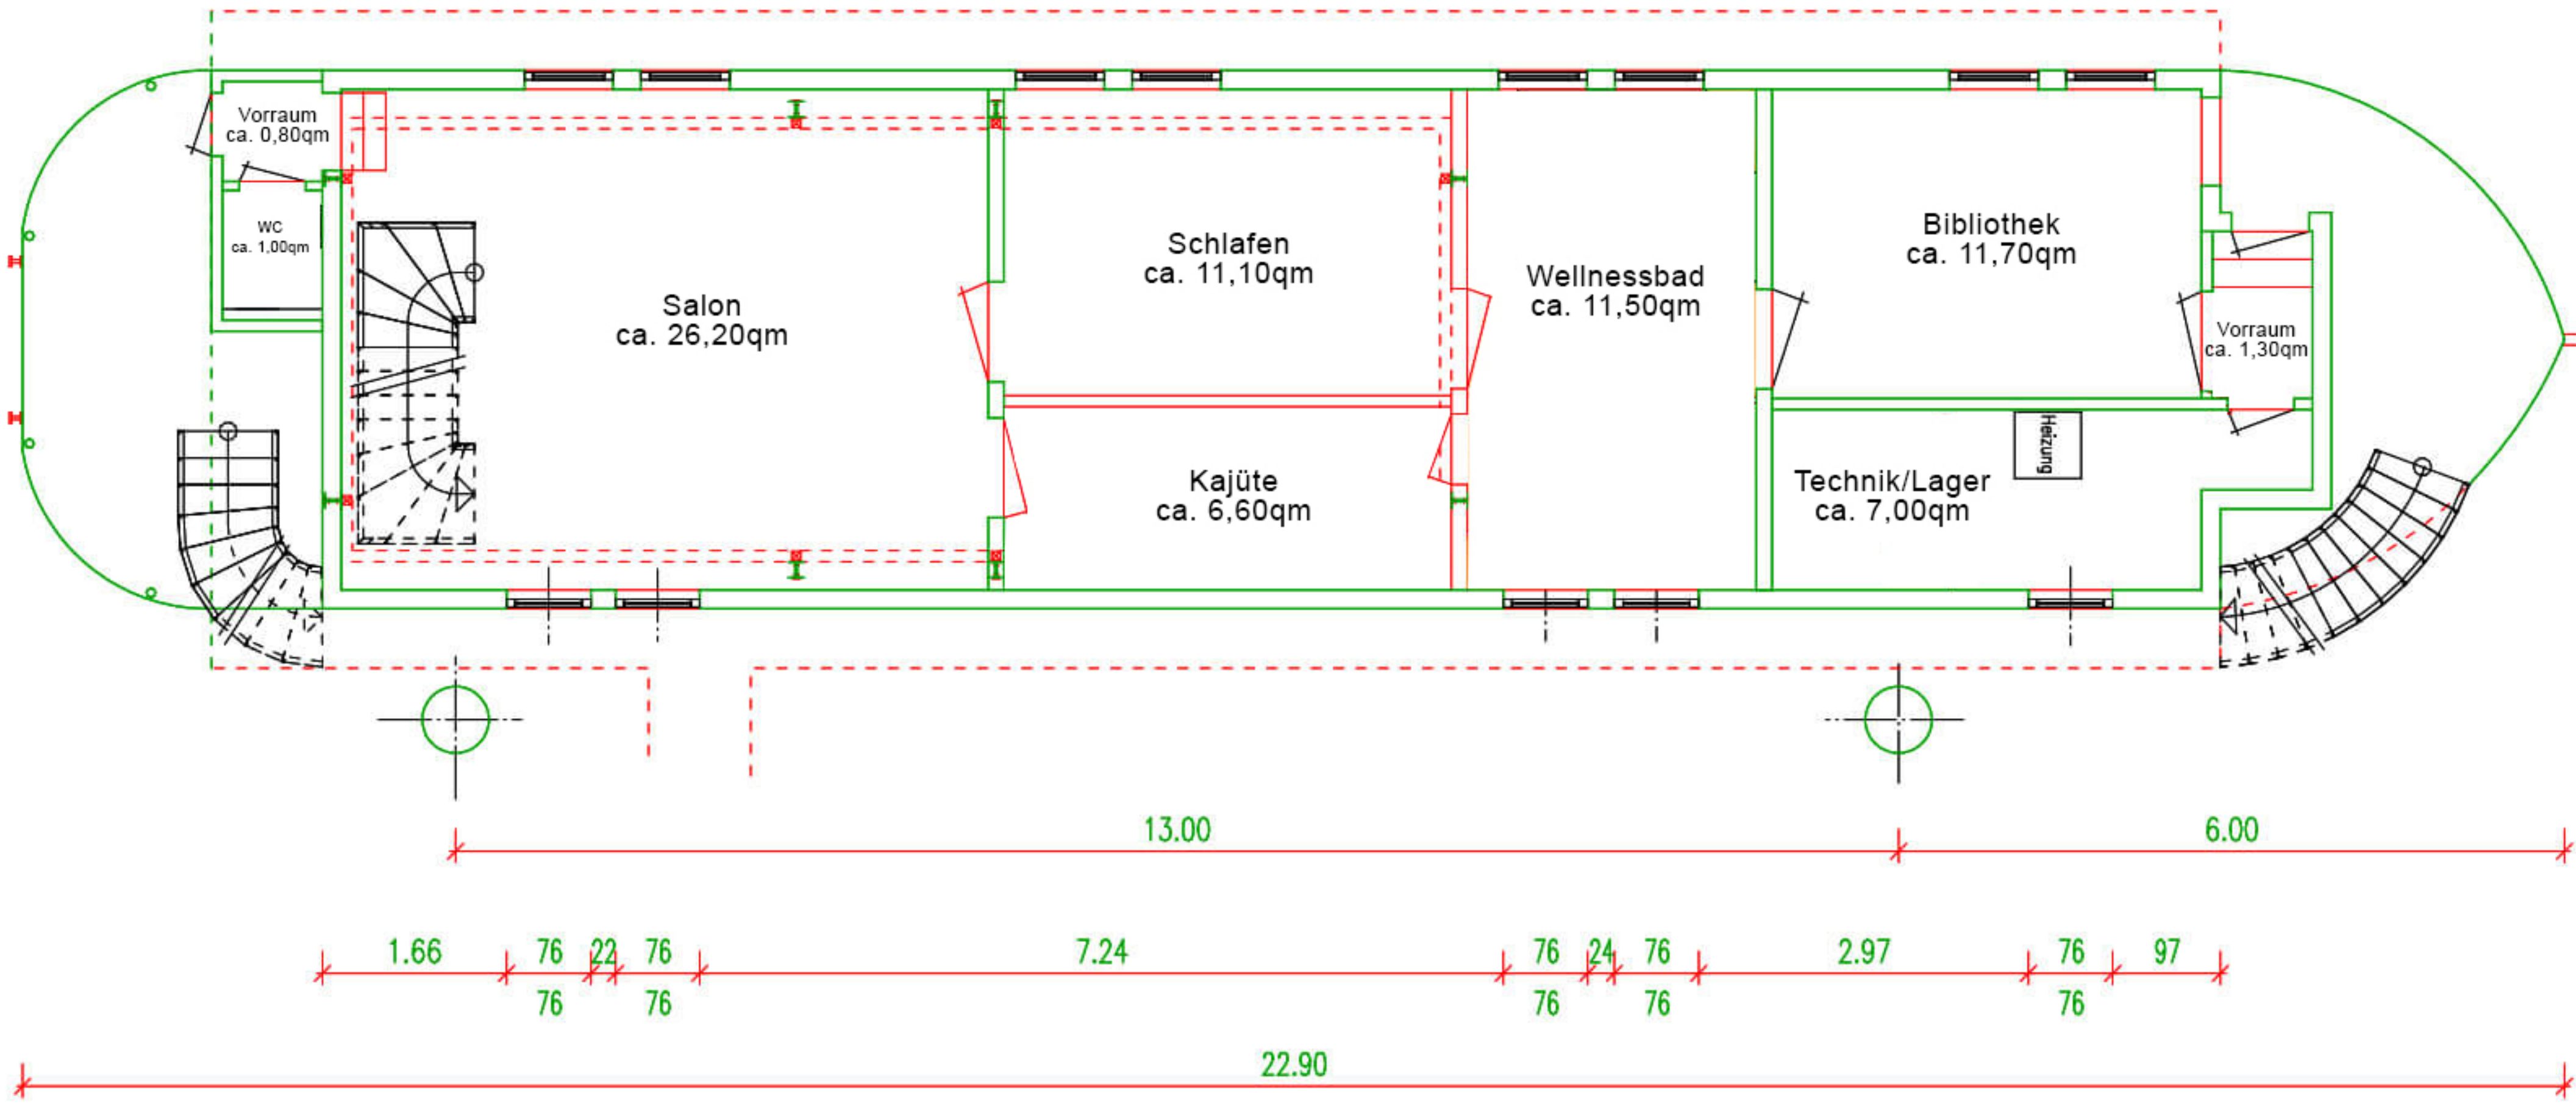 Vorraum
ca. 0,80qm
WC
ca. 1,00qm
Salon
ca. 26,20qm
Schlafen
ca. 11,10qm
Kajüte
ca. 6,60qm
Wellnessbad
ca. 11,50qm
Bibliothek
ca. 11,70qm
Vorraum
ca. 1,30qm
Technik/Lager
ca. 7,00qm
Heizung
13.00 6.00
1.66 76 22 76 7.24 76 24 76 2.97 76 97
76 76 76 76 76
22.90